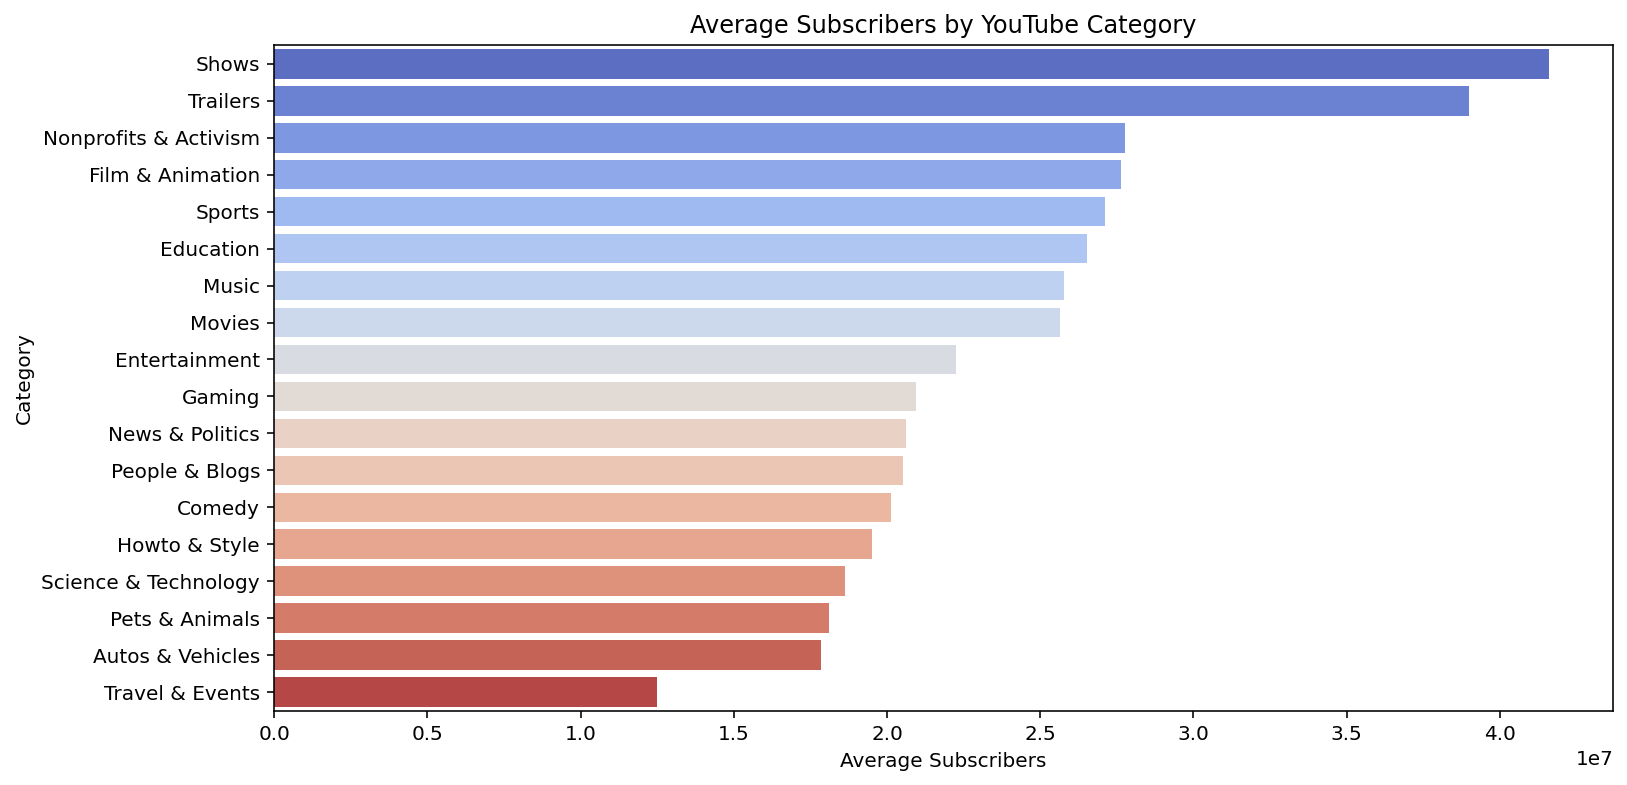 Average Subscribers by YouTube Category
Shows
Trailers
Nonprofits & Activism
Film & Animation
Sports
Education
Music
Movies
Entertainment
Gaming
News & Politics
People & Blogs
Comedy
Howto & Style
Science & Technology
Pets & Animals
Autos & Vehicles
Travel & Events
Category
0.0 0.5 1.0 1.5 2.0 2.5 3.0 3.5 4.0
1e7
Average Subscribers